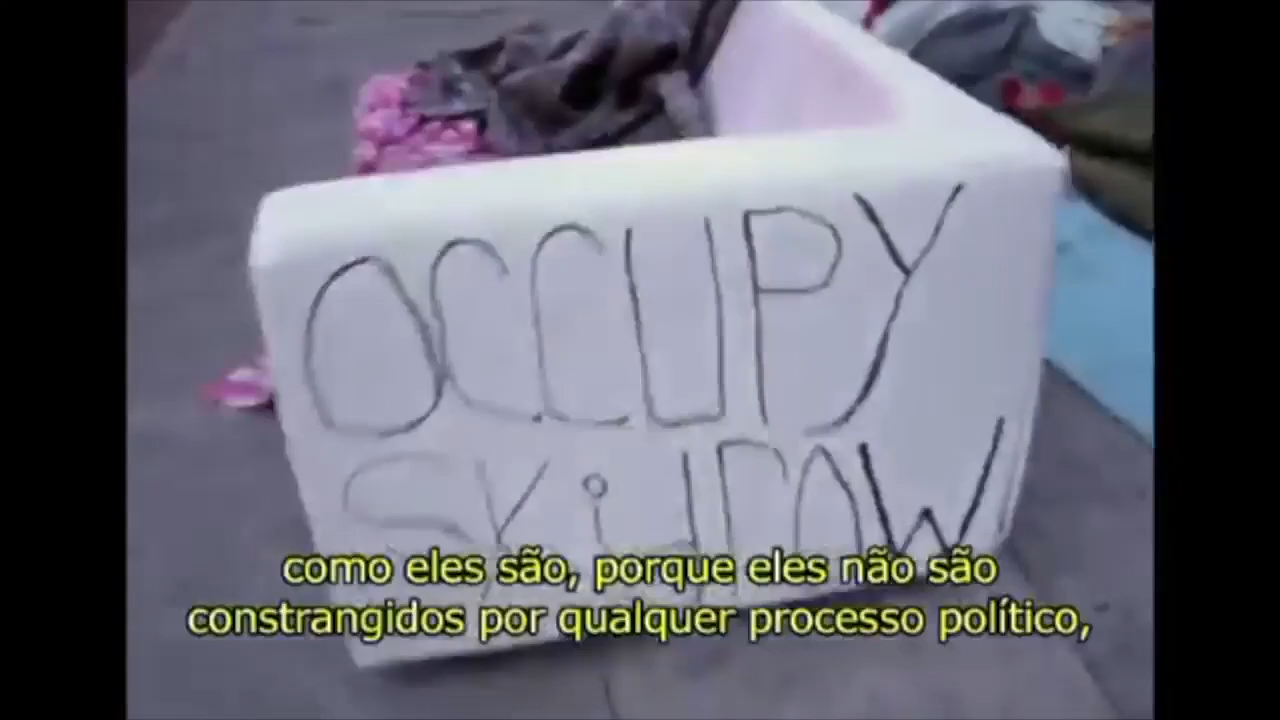 OCCUPY
SKidrow!
como eles são, porque eles não são
constrangidos por qualquer processo político,